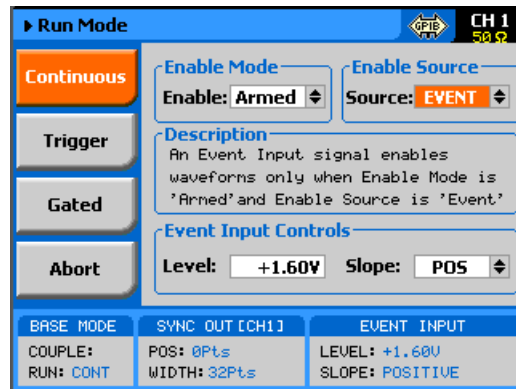 Run Mode
GPIB
CH 1
50 Ω
Continuous
Trigger
Gated
Abort
Enable Mode
Enable: Armed
Enable Source
Source: EVENT
Description
An Event Input signal enables
waveforms only when Enable Mode is
'Armed'and Enable Source is 'Event'
Event Input Controls
Level: +1.60V Slope: POS
BASE MODE
COUPLE:
RUN: CONT
SYNC OUT [CH1]
POS: 0Pts
WIDTH: 32Pts
EVENT INPUT
LEVEL: +1.60V
SLOPE: POSITIVE